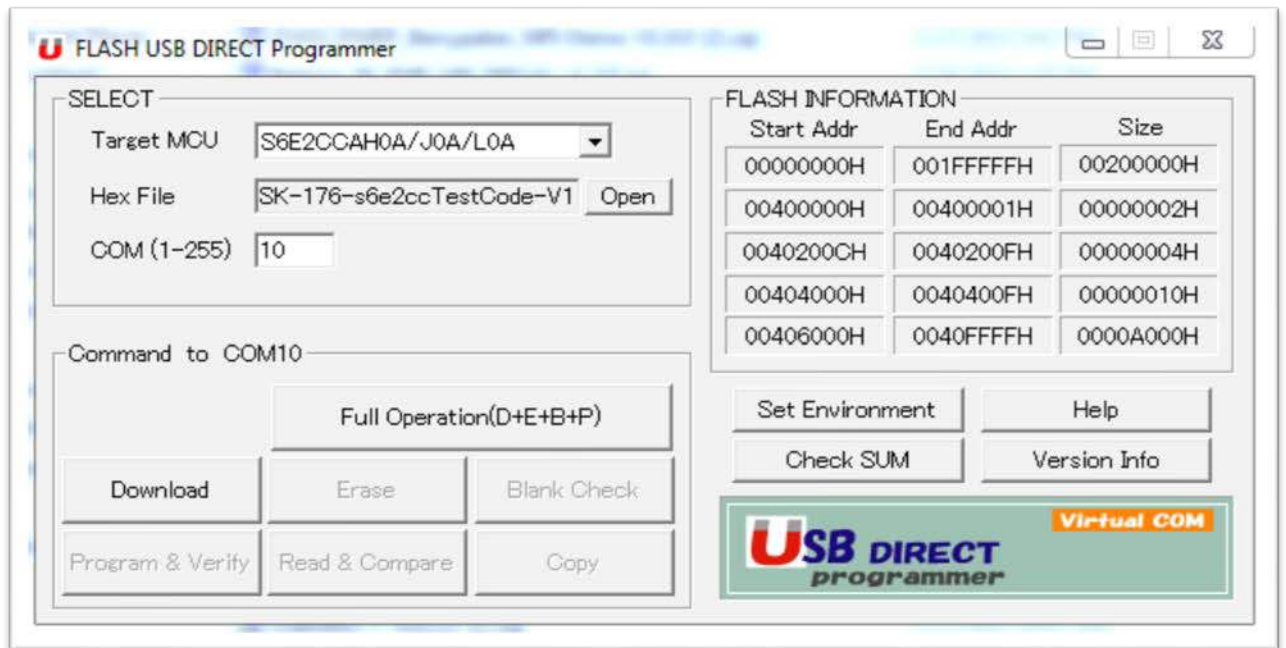 FLASH USB DIRECT Programmer
SELECT
Target MCU S6E2CCAH0A/J0A/L0A
Hex File SK-176-s6e2ccTestCode-V1 Open
COM (1-255) 10
Command to COM10
Full Operation(D+E+B+P)
Download Erase Blank Check
Program & Verify Read & Compare Copy
FLASH INFORMATION
Start Addr End Addr Size
00000000H 001FFFFFH 00200000H
00400000H 00400001H 00000002H
0040200CH 0040200FH 00000004H
00404000H 0040400FH 00000010H
00406000H 0040FFFFH 0000A000H
Set Environment Help
Check SUM Version Info
Virtual COM
USB DIRECT
programmer